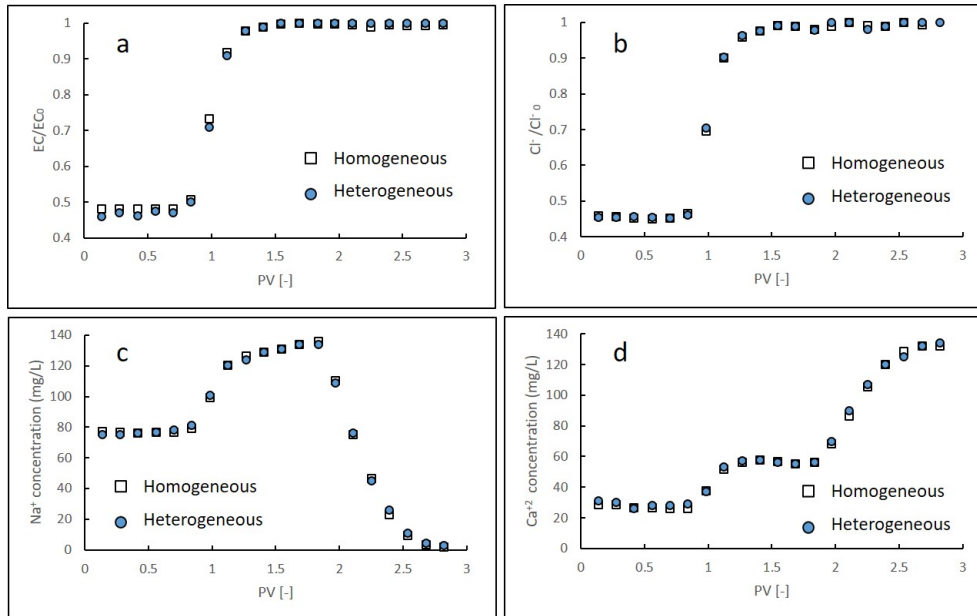 a
EC/EC₀
1
0.9
0.8
0.7
0.6
0.5
0.4
Homogeneous
Heterogeneous
0 0.5 1 1.5 2 2.5 3
PV [-]
b
Cl⁻/Cl⁻₀
1
0.9
0.8
0.7
0.6
0.5
0.4
Homogeneous
Heterogeneous
0 0.5 1 1.5 2 2.5 3
PV [-]
c
Na⁺ concentration (mg/L)
140
120
100
80
60
40
20
0
Homogeneous
Heterogeneous
0 0.5 1 1.5 2 2.5 3
PV [-]
d
Ca⁺² concentration (mg/L)
140
120
100
80
60
40
20
0
Homogeneous
Heterogeneous
0 0.5 1 1.5 2 2.5 3
PV [-]